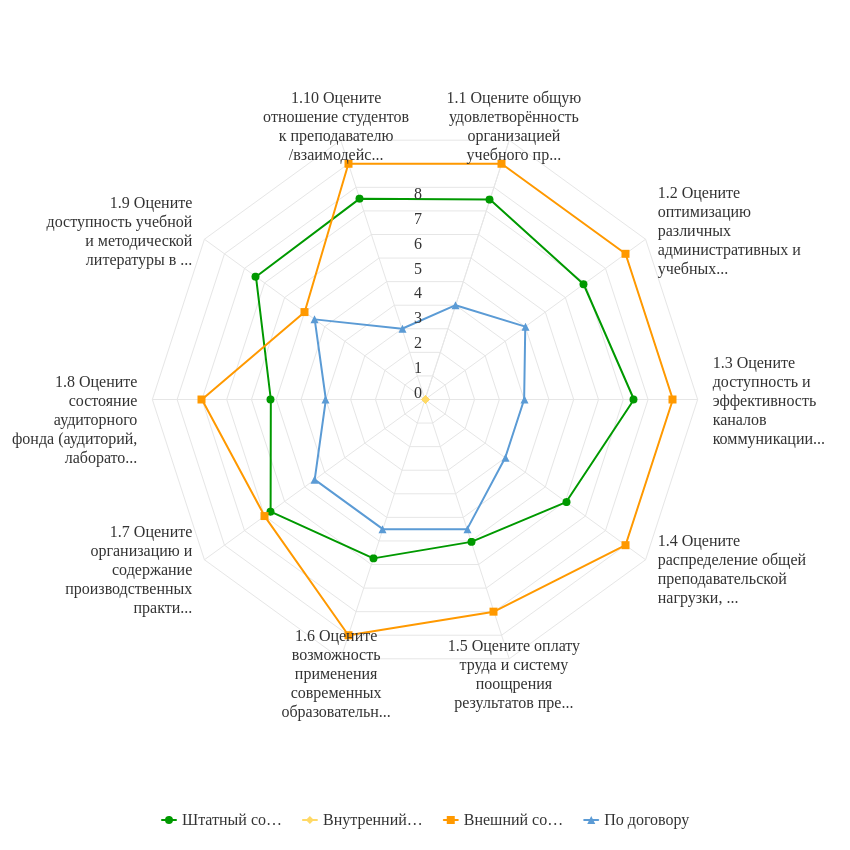 1.10 Оцените
отношение студентов
к преподавателю
/взаимодейс...
1.1 Оцените общую
удовлетворённость
организацией
учебного пр...
1.2 Оцените
оптимизацию
различных
административных и
учебных...
1.3 Оцените
доступность и
эффективность
каналов
коммуникации...
1.4 Оцените
распределение общей
преподавательской
нагрузки, ...
1.5 Оцените оплату
труда и систему
поощрения
результатов пре...
1.6 Оцените
возможность
применения
современных
образовательн...
1.7 Оцените
организацию и
содержание
производственных
практи...
1.8 Оцените
состояние
аудиторного
фонда (аудиторий,
лаборато...
1.9 Оцените
доступность учебной
и методической
литературы в ...
8
7
6
5
4
3
2
1
0
Штатный со…
Внутренний…
Внешний со…
По договору